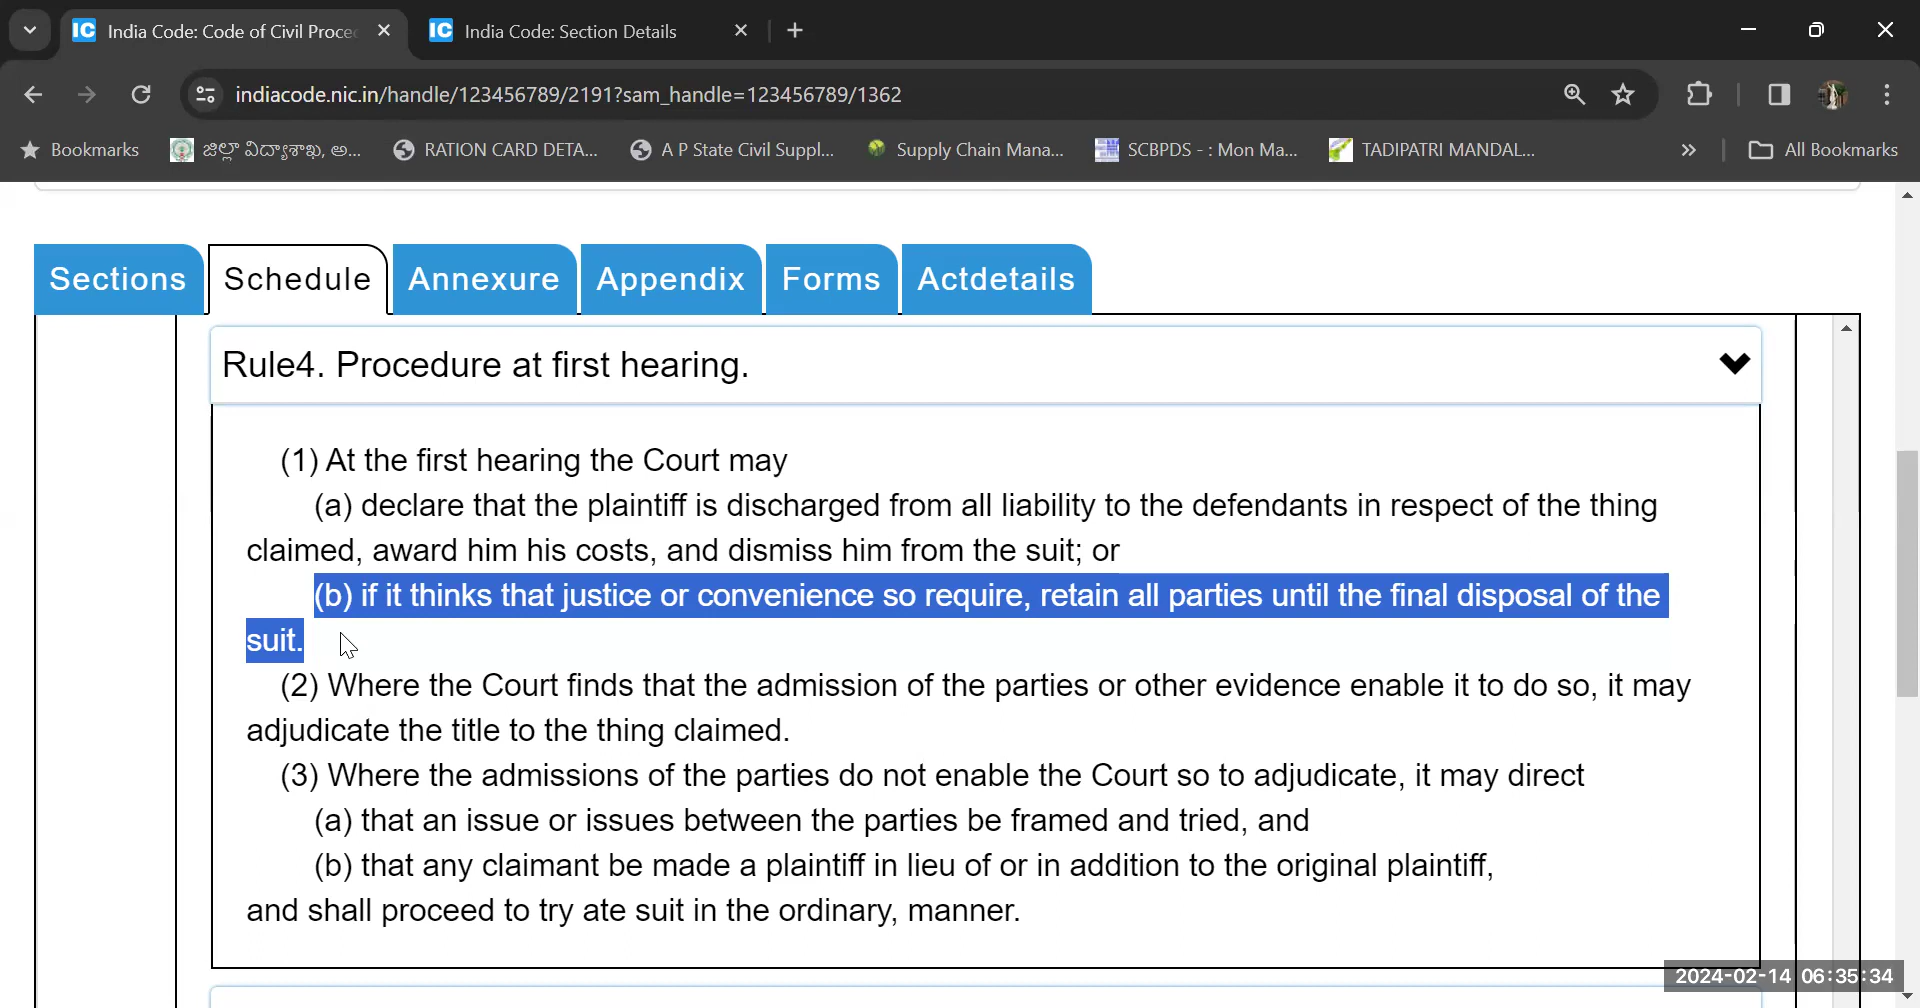 India Code: Code of Civil Proce
India Code: Section Details
indiacode.nic.in/handle/123456789/2191?sam_handle=123456789/1362
Bookmarks
జిల్లా విద్యాశాఖ, అ...
RATION CARD DETA...
A P State Civil Suppl...
Supply Chain Mana...
SCBPDS - : Mon Ma...
TADIPATRI MANDAL...
All Bookmarks
Sections
Schedule
Annexure
Appendix
Forms
Actdetails
Rule4. Procedure at first hearing.
(1) At the first hearing the Court may
(a) declare that the plaintiff is discharged from all liability to the defendants in respect of the thing
claimed, award him his costs, and dismiss him from the suit; or
(b) if it thinks that justice or convenience so require, retain all parties until the final disposal of the
suit.
(2) Where the Court finds that the admission of the parties or other evidence enable it to do so, it may
adjudicate the title to the thing claimed.
(3) Where the admissions of the parties do not enable the Court so to adjudicate, it may direct
(a) that an issue or issues between the parties be framed and tried, and
(b) that any claimant be made a plaintiff in lieu of or in addition to the original plaintiff,
and shall proceed to try ate suit in the ordinary, manner.
2024-02-14 06:35:34